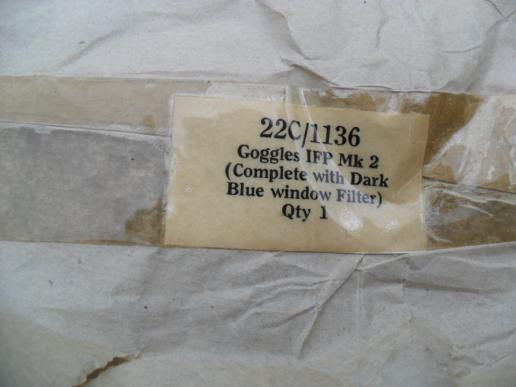 22C/1136
Goggles IFP Mk 2
(Complete with Dark
Blue window Filter)
Qty 1